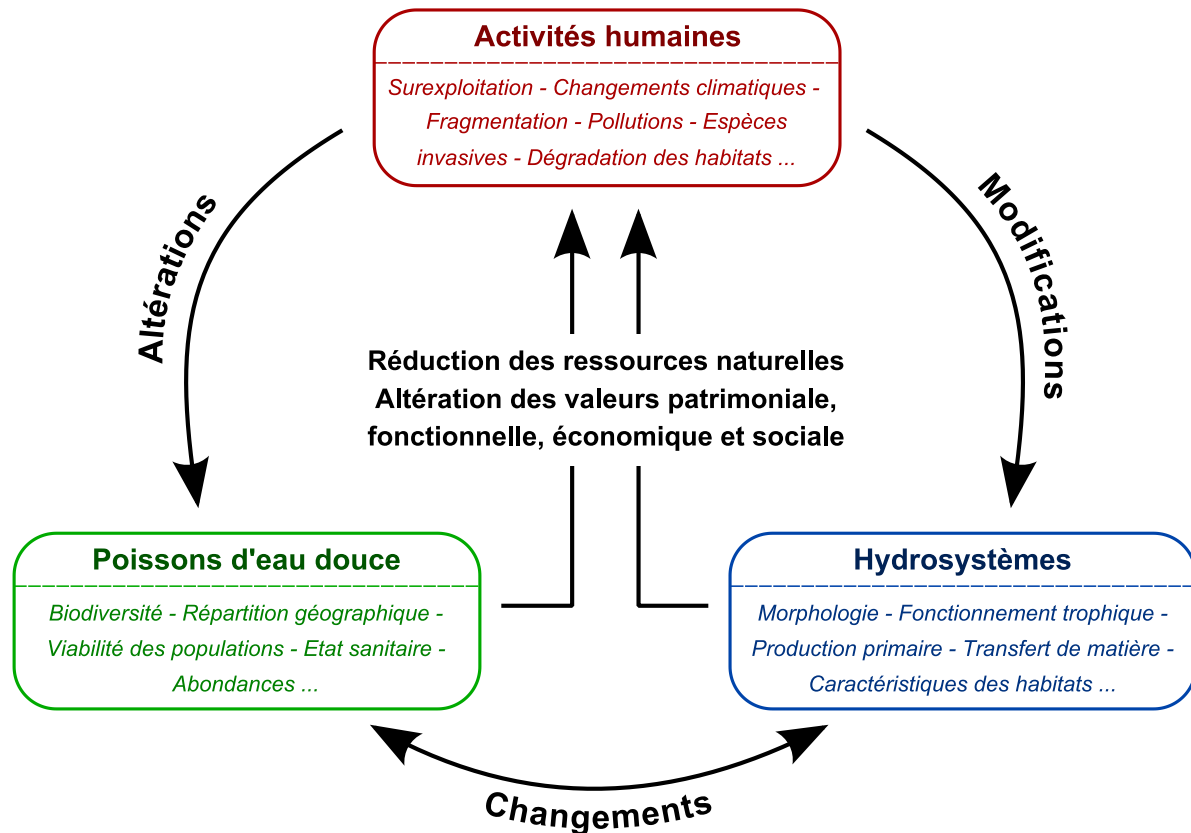 Activités humaines
Surexploitation - Changements climatiques -
Fragmentation - Pollutions - Espèces
invasives - Dégradation des habitats ...
Altérations
Modifications
Réduction des ressources naturelles
Altération des valeurs patrimoniale,
fonctionnelle, économique et sociale
Poissons d'eau douce
Biodiversité - Répartition géographique -
Viabilité des populations - Etat sanitaire -
Abondances ...
Hydrosystèmes
Morphologie - Fonctionnement trophique -
Production primaire - Transfert de matière -
Caractéristiques des habitats ...
Changements